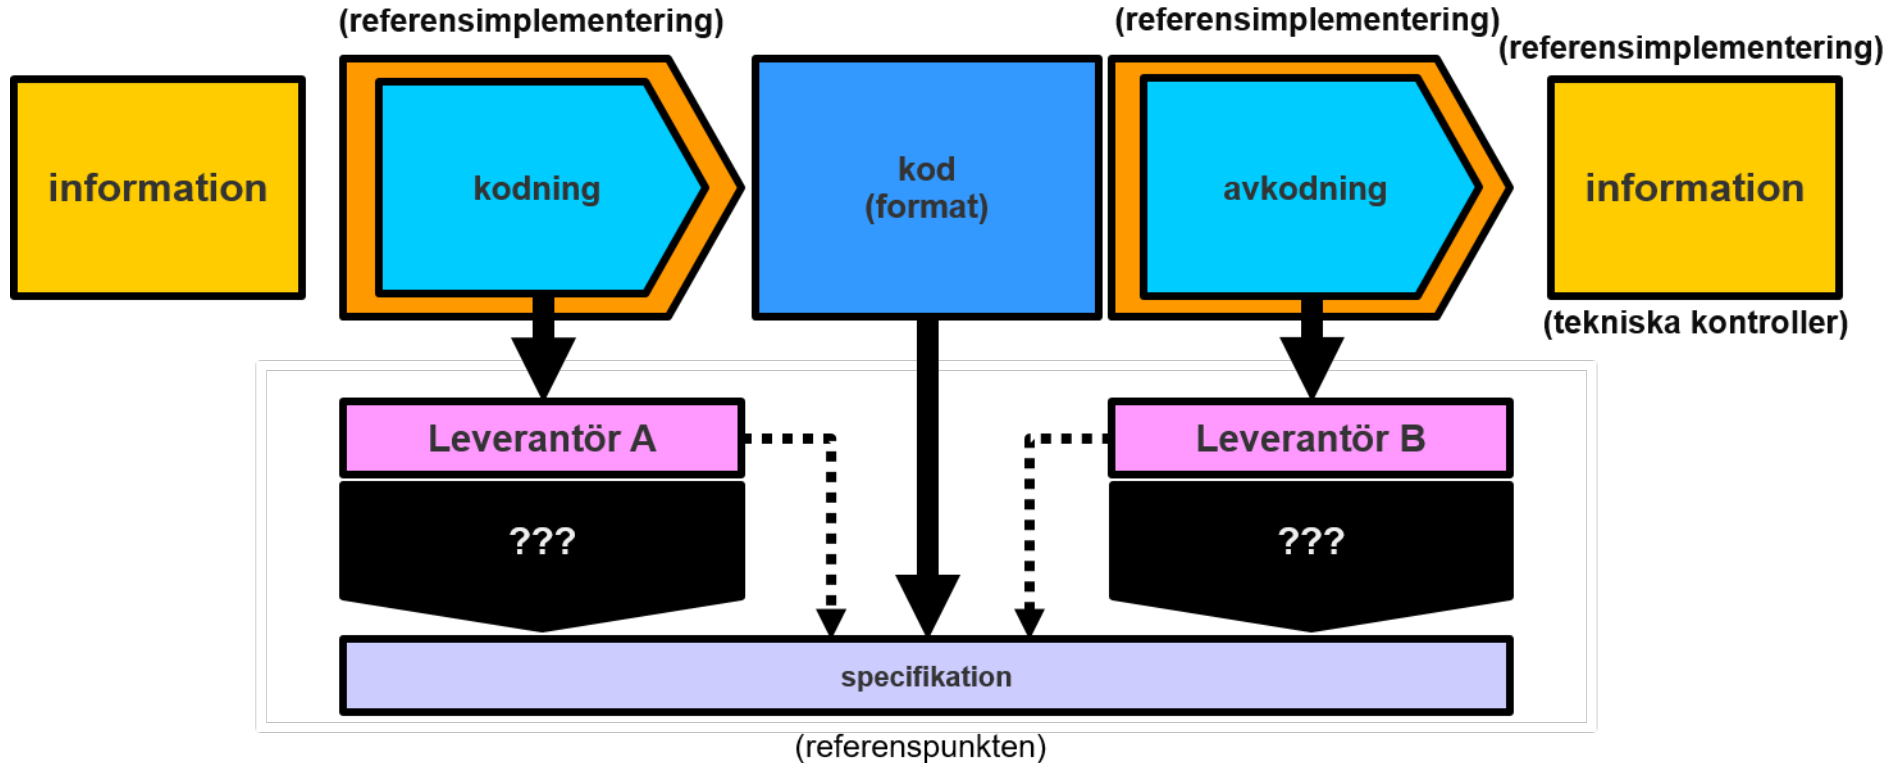 (referensimplementering)
(referensimplementering)
(referensimplementering)
information
kodning
kod
(format)
avkodning
information
(tekniska kontroller)
Leverantör A
Leverantör B
???
???
specifikation
(referenspunkten)